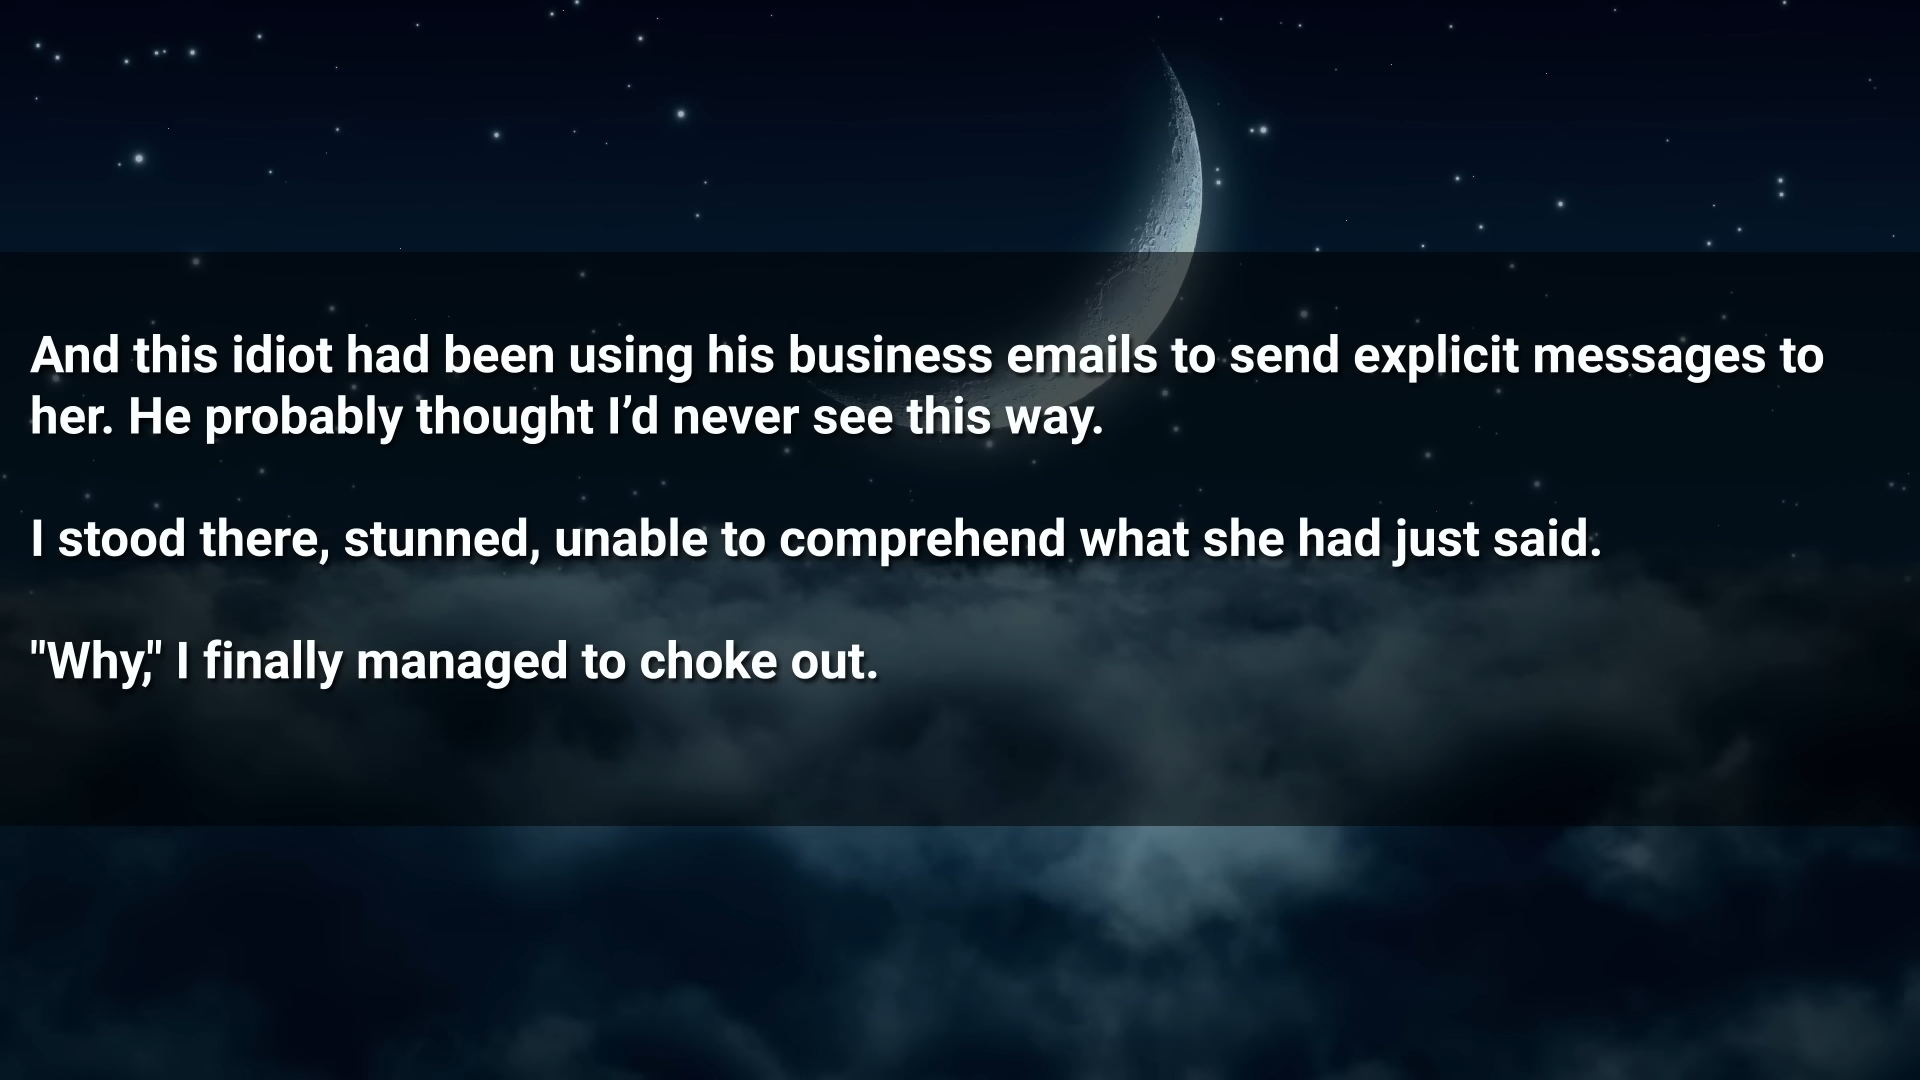 And this idiot had been using his business emails to send explicit messages to
her. He probably thought I’d never see this way.
I stood there, stunned, unable to comprehend what she had just said.
"Why," I finally managed to choke out.